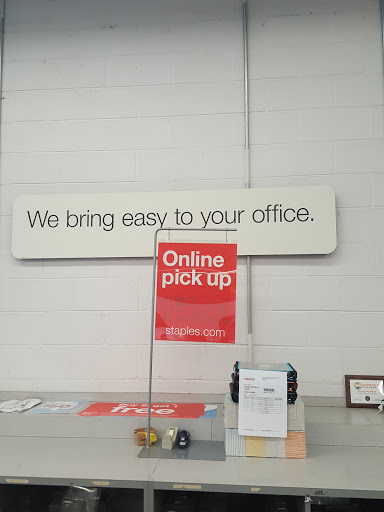 We bring easy to your office.
Online
pick up
staples.com
free